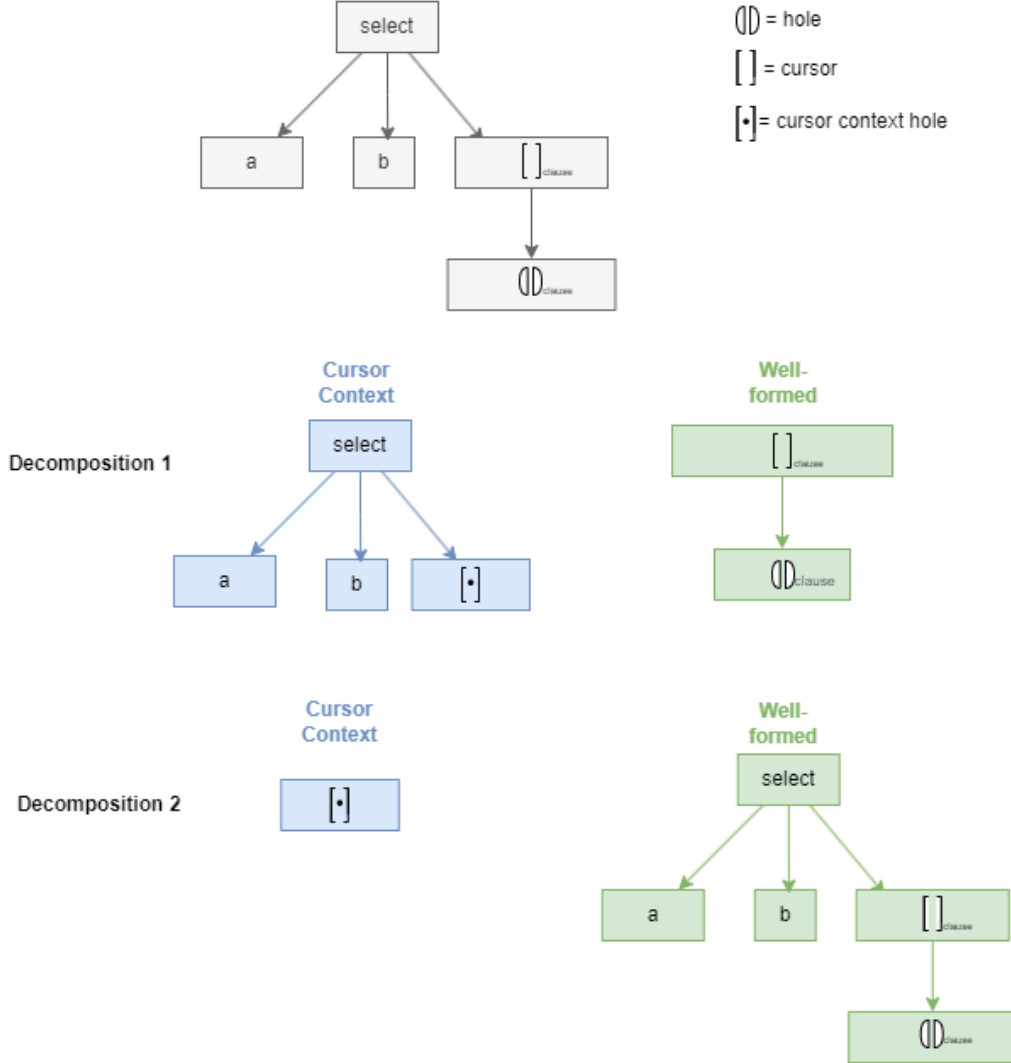 select
⦇⦈ = hole
[ ] = cursor
[•]= cursor context hole
a
b
[ ]clause
⦇⦈clause
Cursor
Context
Well-
formed
Decomposition 1
select
[ ]clause
a
b
[•]
⦇⦈clause
Cursor
Context
Well-
formed
Decomposition 2
[•]
select
a
b
[ ]clause
⦇⦈clause